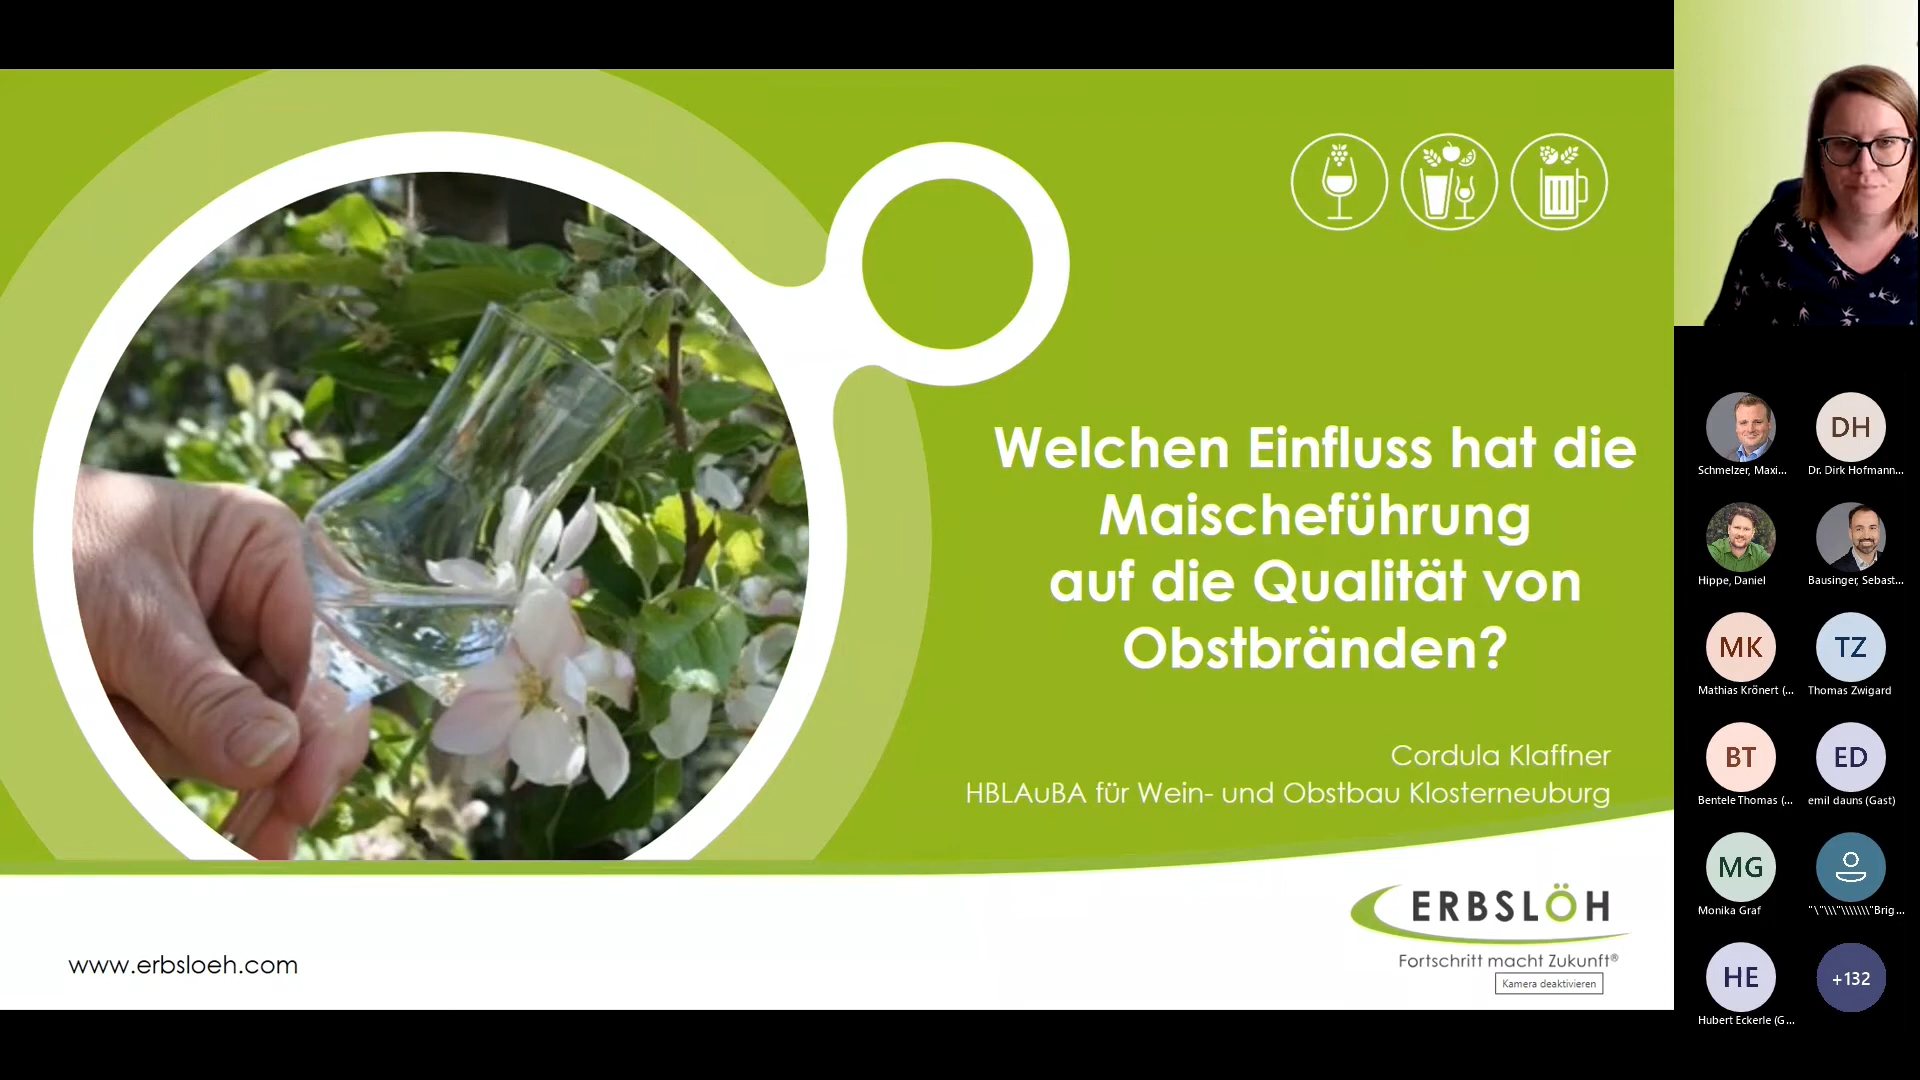 Welchen Einfluss hat die
Maischeführung
auf die Qualität von
Obstbränden?
Cordula Klaffner
HBLAuBA für Wein- und Obstbau Klosterneuburg
www.erbsloeh.com
ERBSLÖH
Fortschritt macht Zukunft®
Kamera deaktivieren
Schmelzer, Maxi...
DH
Dr. Dirk Hofmann...
Hippe, Daniel
Bausinger, Sebast...
MK
Mathias Krönert (...
TZ
Thomas Zwigard
BT
Bentele Thomas (...
ED
emil dauns (Gast)
MG
Monika Graf
"\"\\\"\\\\\\\"Brig...
HE
Hubert Eckerle (G...
+132